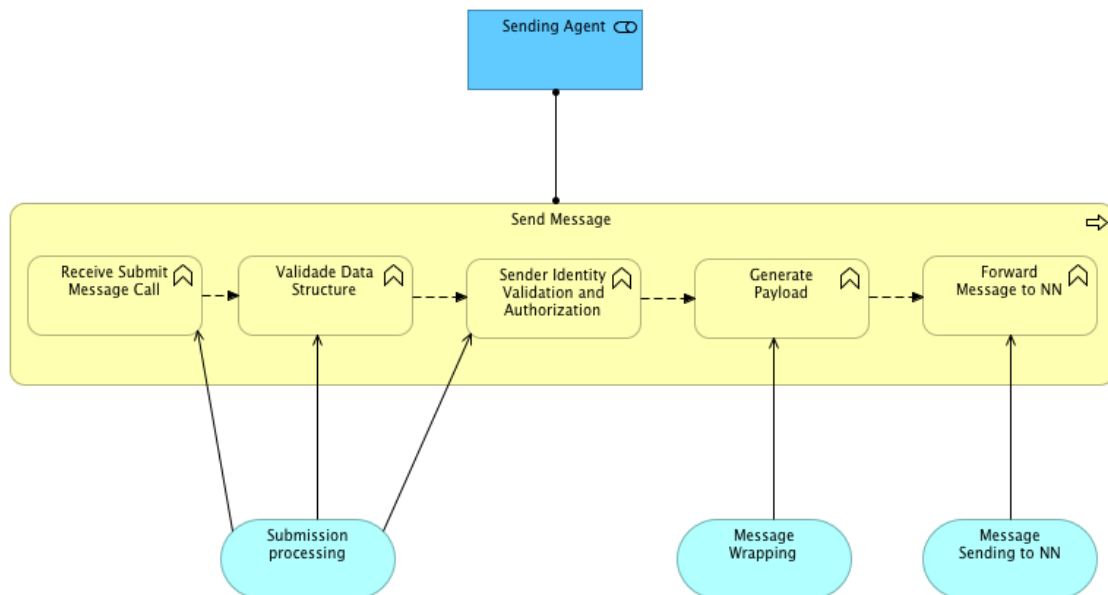 Sending Agent
Send Message
Receive Submit
Message Call
Validade Data
Structure
Sender Identity
Validation and
Authorization
Generate
Payload
Forward
Message to NN
Submission
processing
Message
Wrapping
Message
Sending to NN